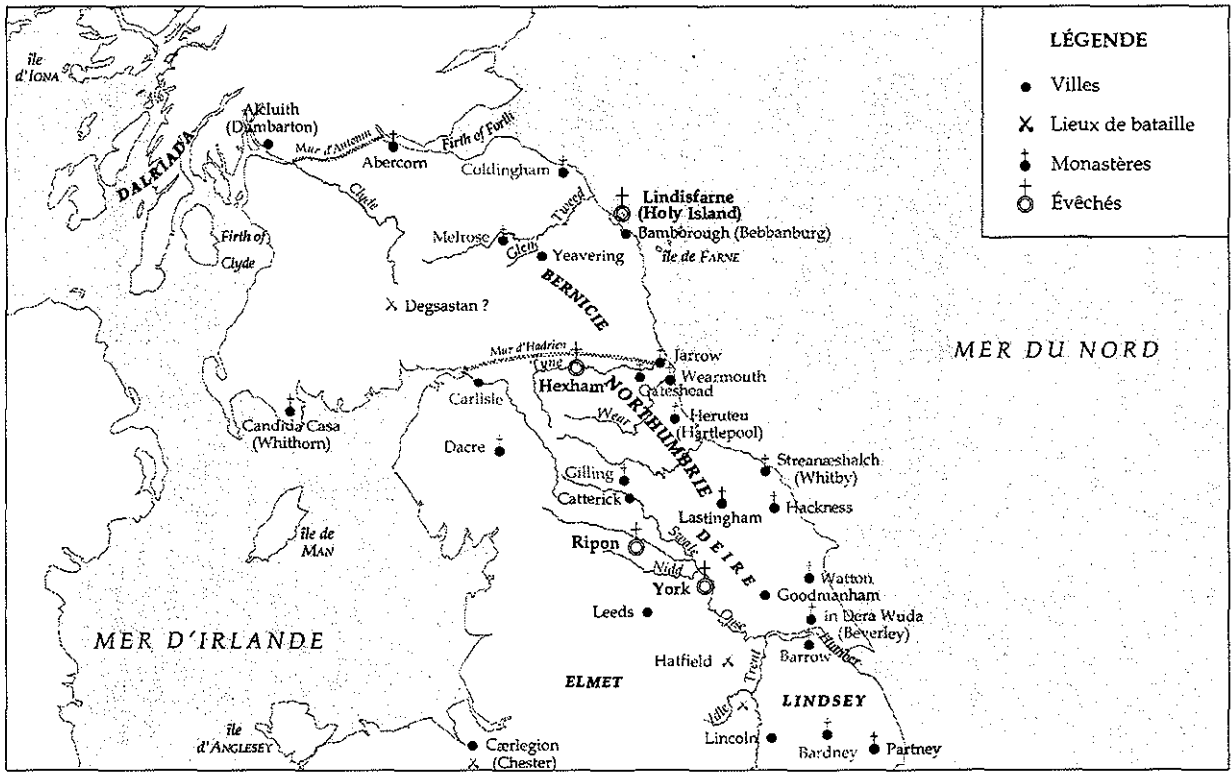 LÉGENDE
Villes
Lieux de bataille
Monastères
Évêchés
île
d'IONA
Alcluith
(Dumbarton)
DALRIADA
Mur d'Antonin
Abercorn
Firth of Forth
Coldingham
Clyde
Firth of
Clyde
Tweed
Lindisfarne
(Holy Island)
Bamborough (Bebbanburg)
île de FARNE
Melrose
Glen
Yeavering
BERNICIE
Degsastan ?
MER DU NORD
Mur d'Hadrien
Tyne
Hexham
Jarrow
Wearmouth
Gateshead
Carlisle
Candida Casa
(Whithorn)
NORTHUMBRIE
Wear
Heruteu
(Hartlepool)
Dacre
Streanæshalch
(Whitby)
Gilling
Catterick
Lastingham
Hackness
île de
MAN
Swale
DEIRE
Ripon
Nidd
York
Watton
Goodmanham
Leeds
Ouse
in Dera Wuda
(Beverley)
MER D'IRLANDE
Humber
Barrow
Hatfield
Trent
ELMET
LINDSEY
Idle
île
d'ANGLESEY
Lincoln
Bardney
Partney
Cærlegion
(Chester)